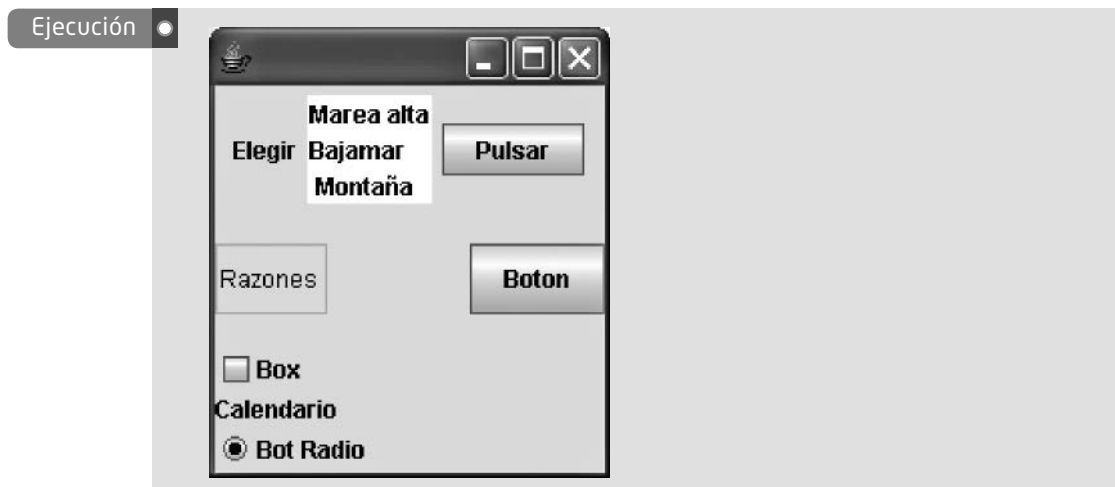 Ejecución
Marea alta
Elegir Bajamar Pulsar
Montaña
Razones Boton
Box
Calendario
Bot Radio